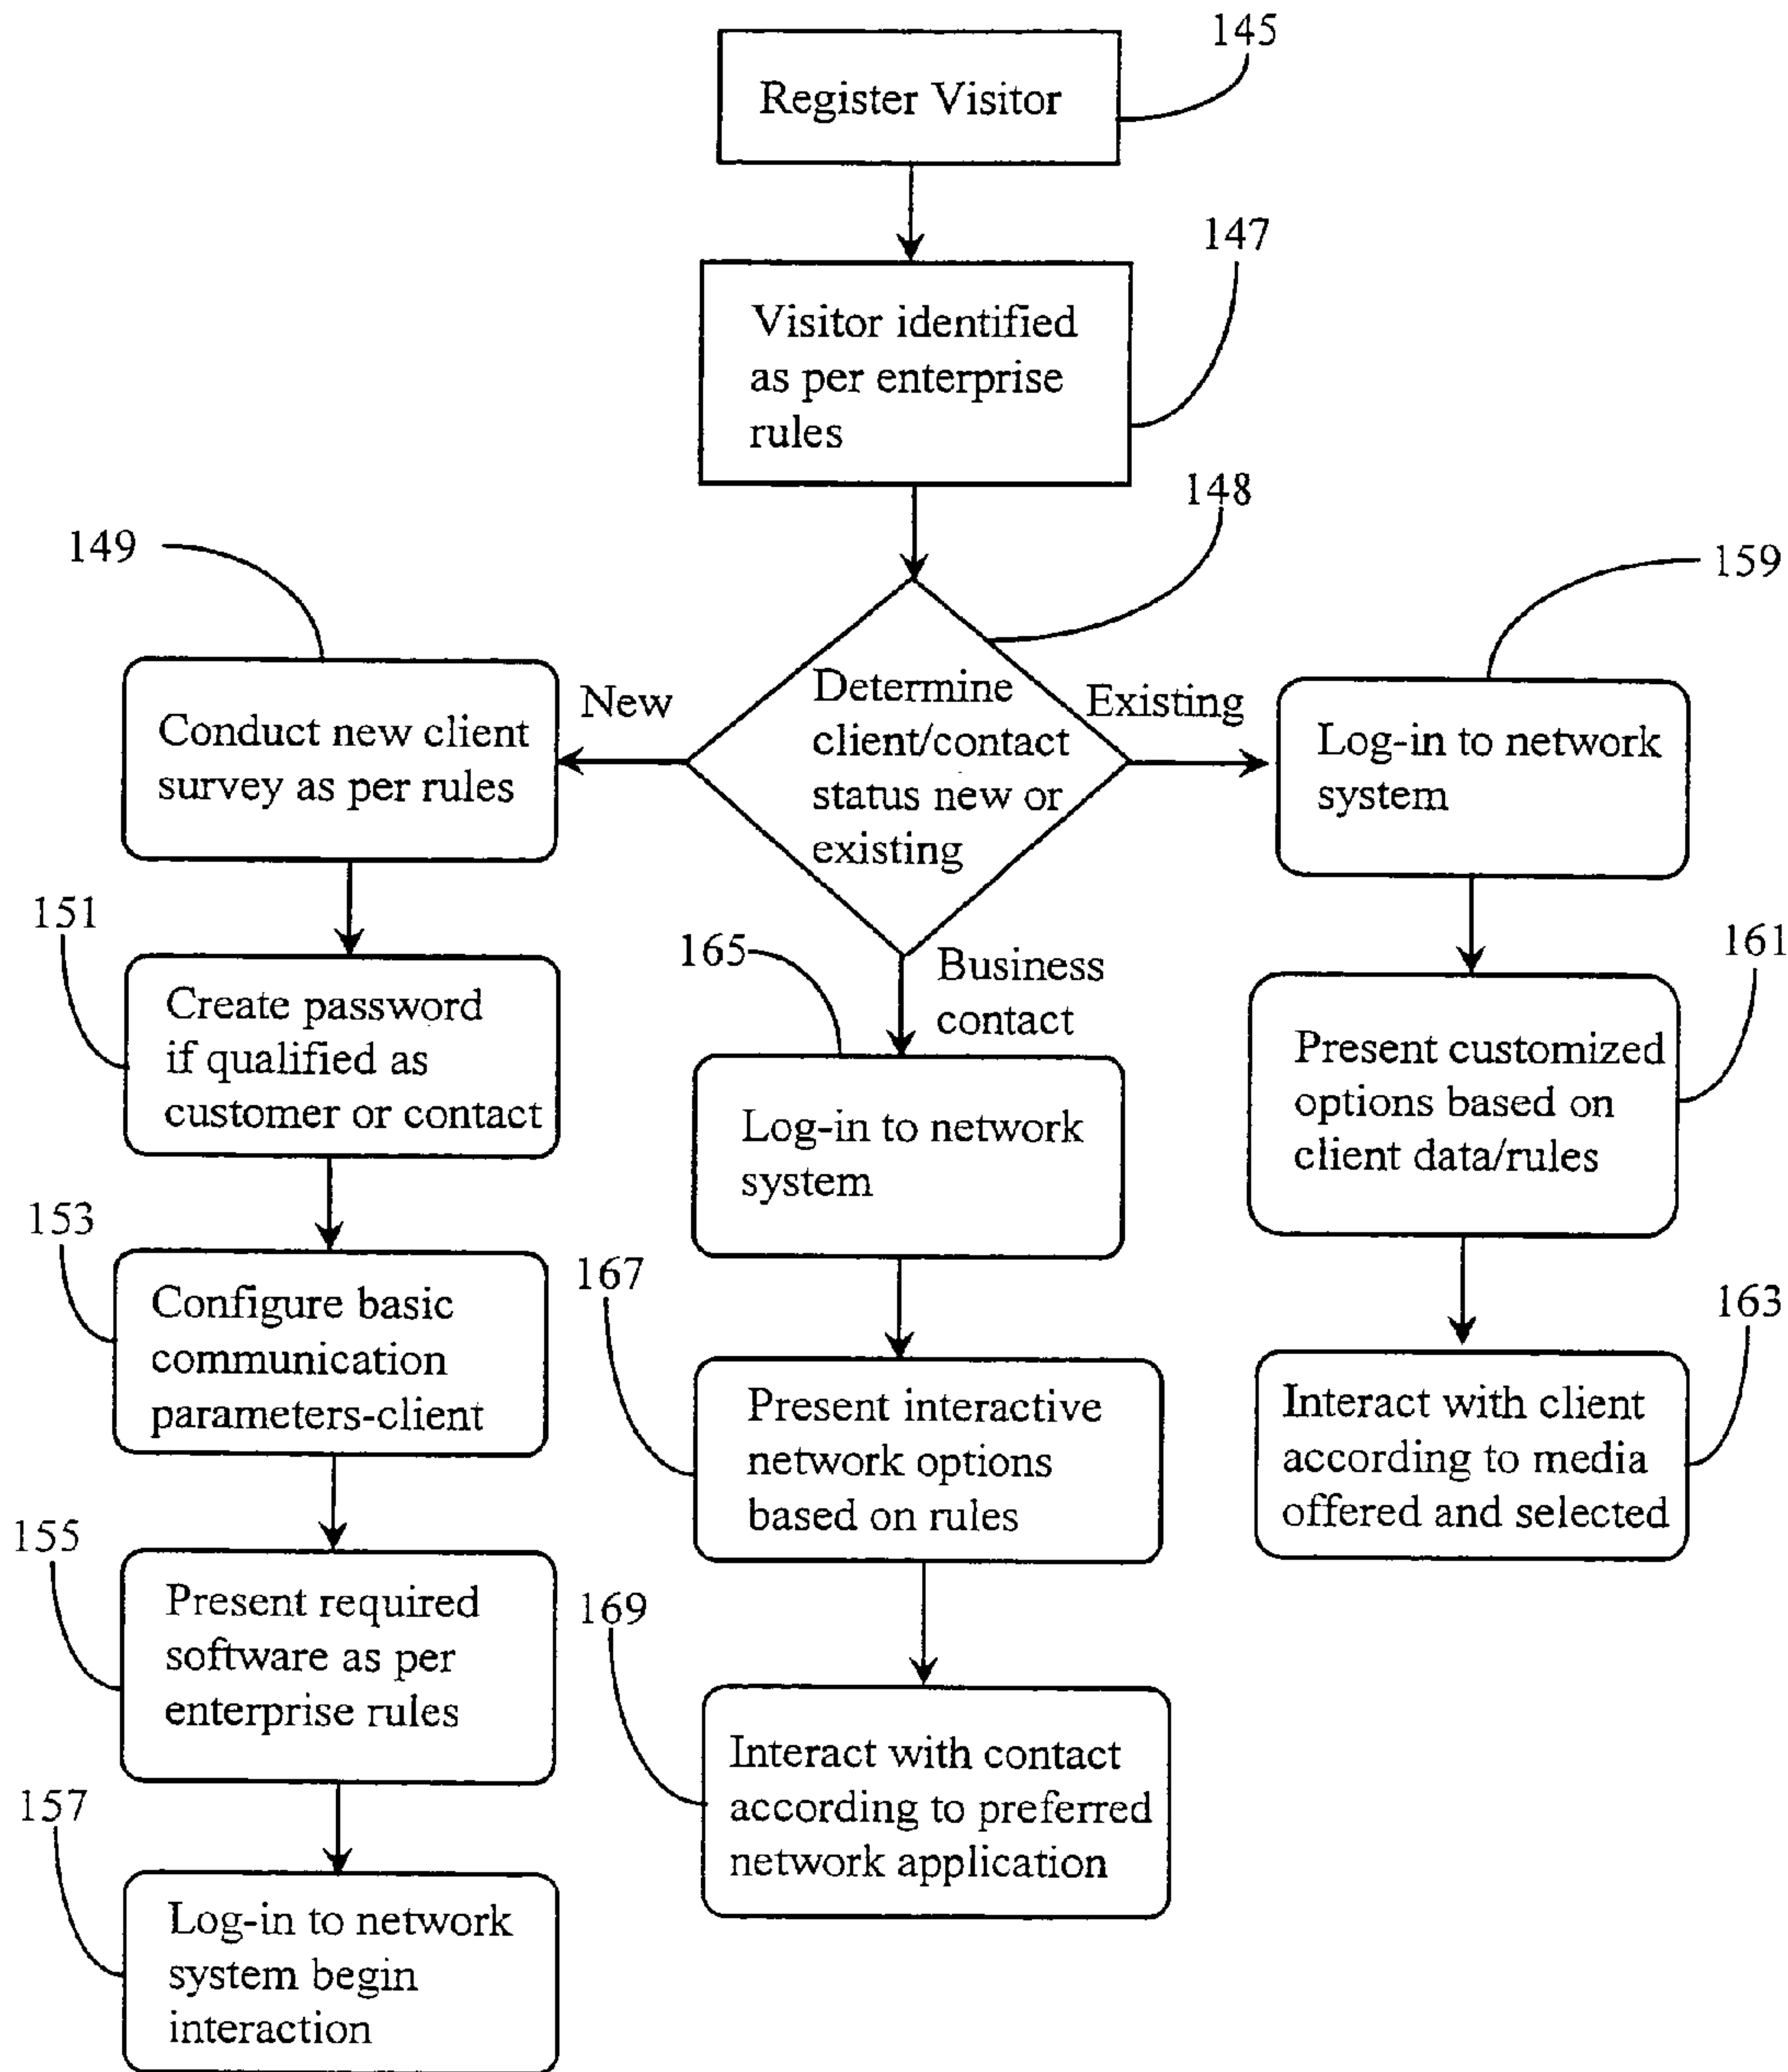 145
Register Visitor
147
Visitor identified
as per enterprise
rules
148
149
159
New
Determine
client/contact
status new or
existing
Existing
Conduct new client
survey as per rules
Log-in to network
system
151
165
Business
contact
161
Create password
if qualified as
customer or contact
Log-in to network
system
Present customized
options based on
client data/rules
153
167
163
Configure basic
communication
parameters-client
Present interactive
network options
based on rules
Interact with client
according to media
offered and selected
155
169
Present required
software as per
enterprise rules
Interact with contact
according to preferred
network application
157
Log-in to network
system begin
interaction